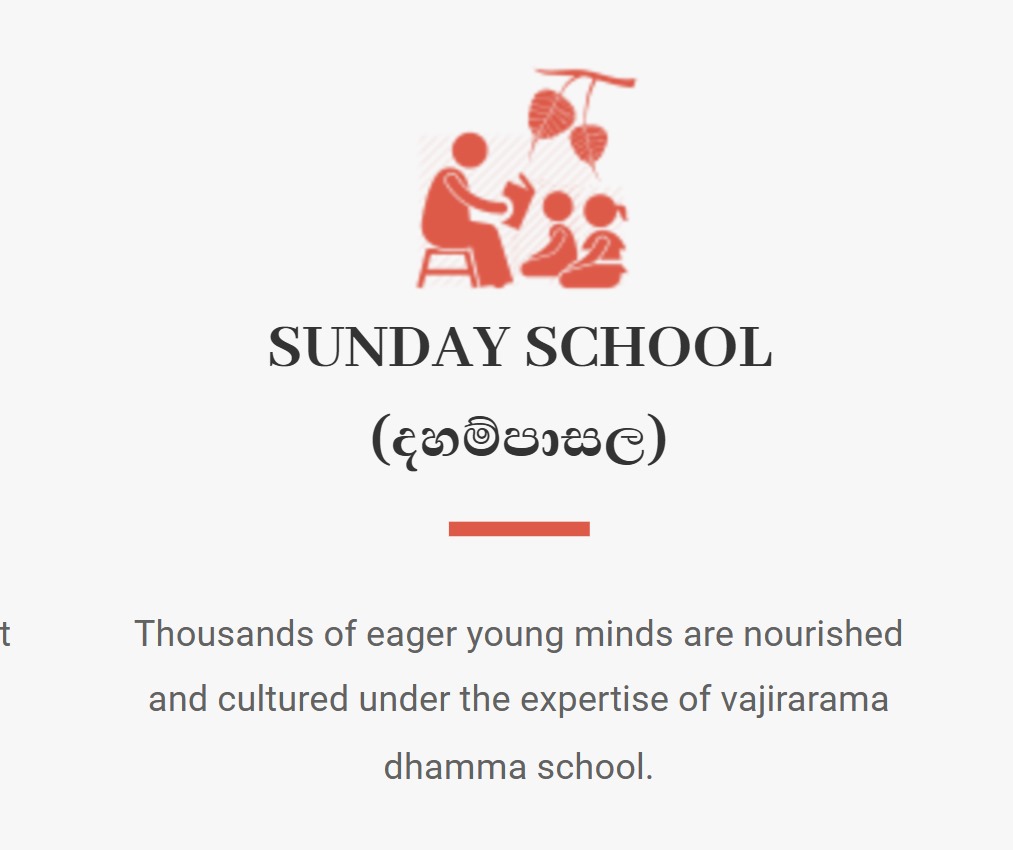 SUNDAY SCHOOL
(දහම්පාසල)
t
Thousands of eager young minds are nourished
and cultured under the expertise of vajirarama
dhamma school.